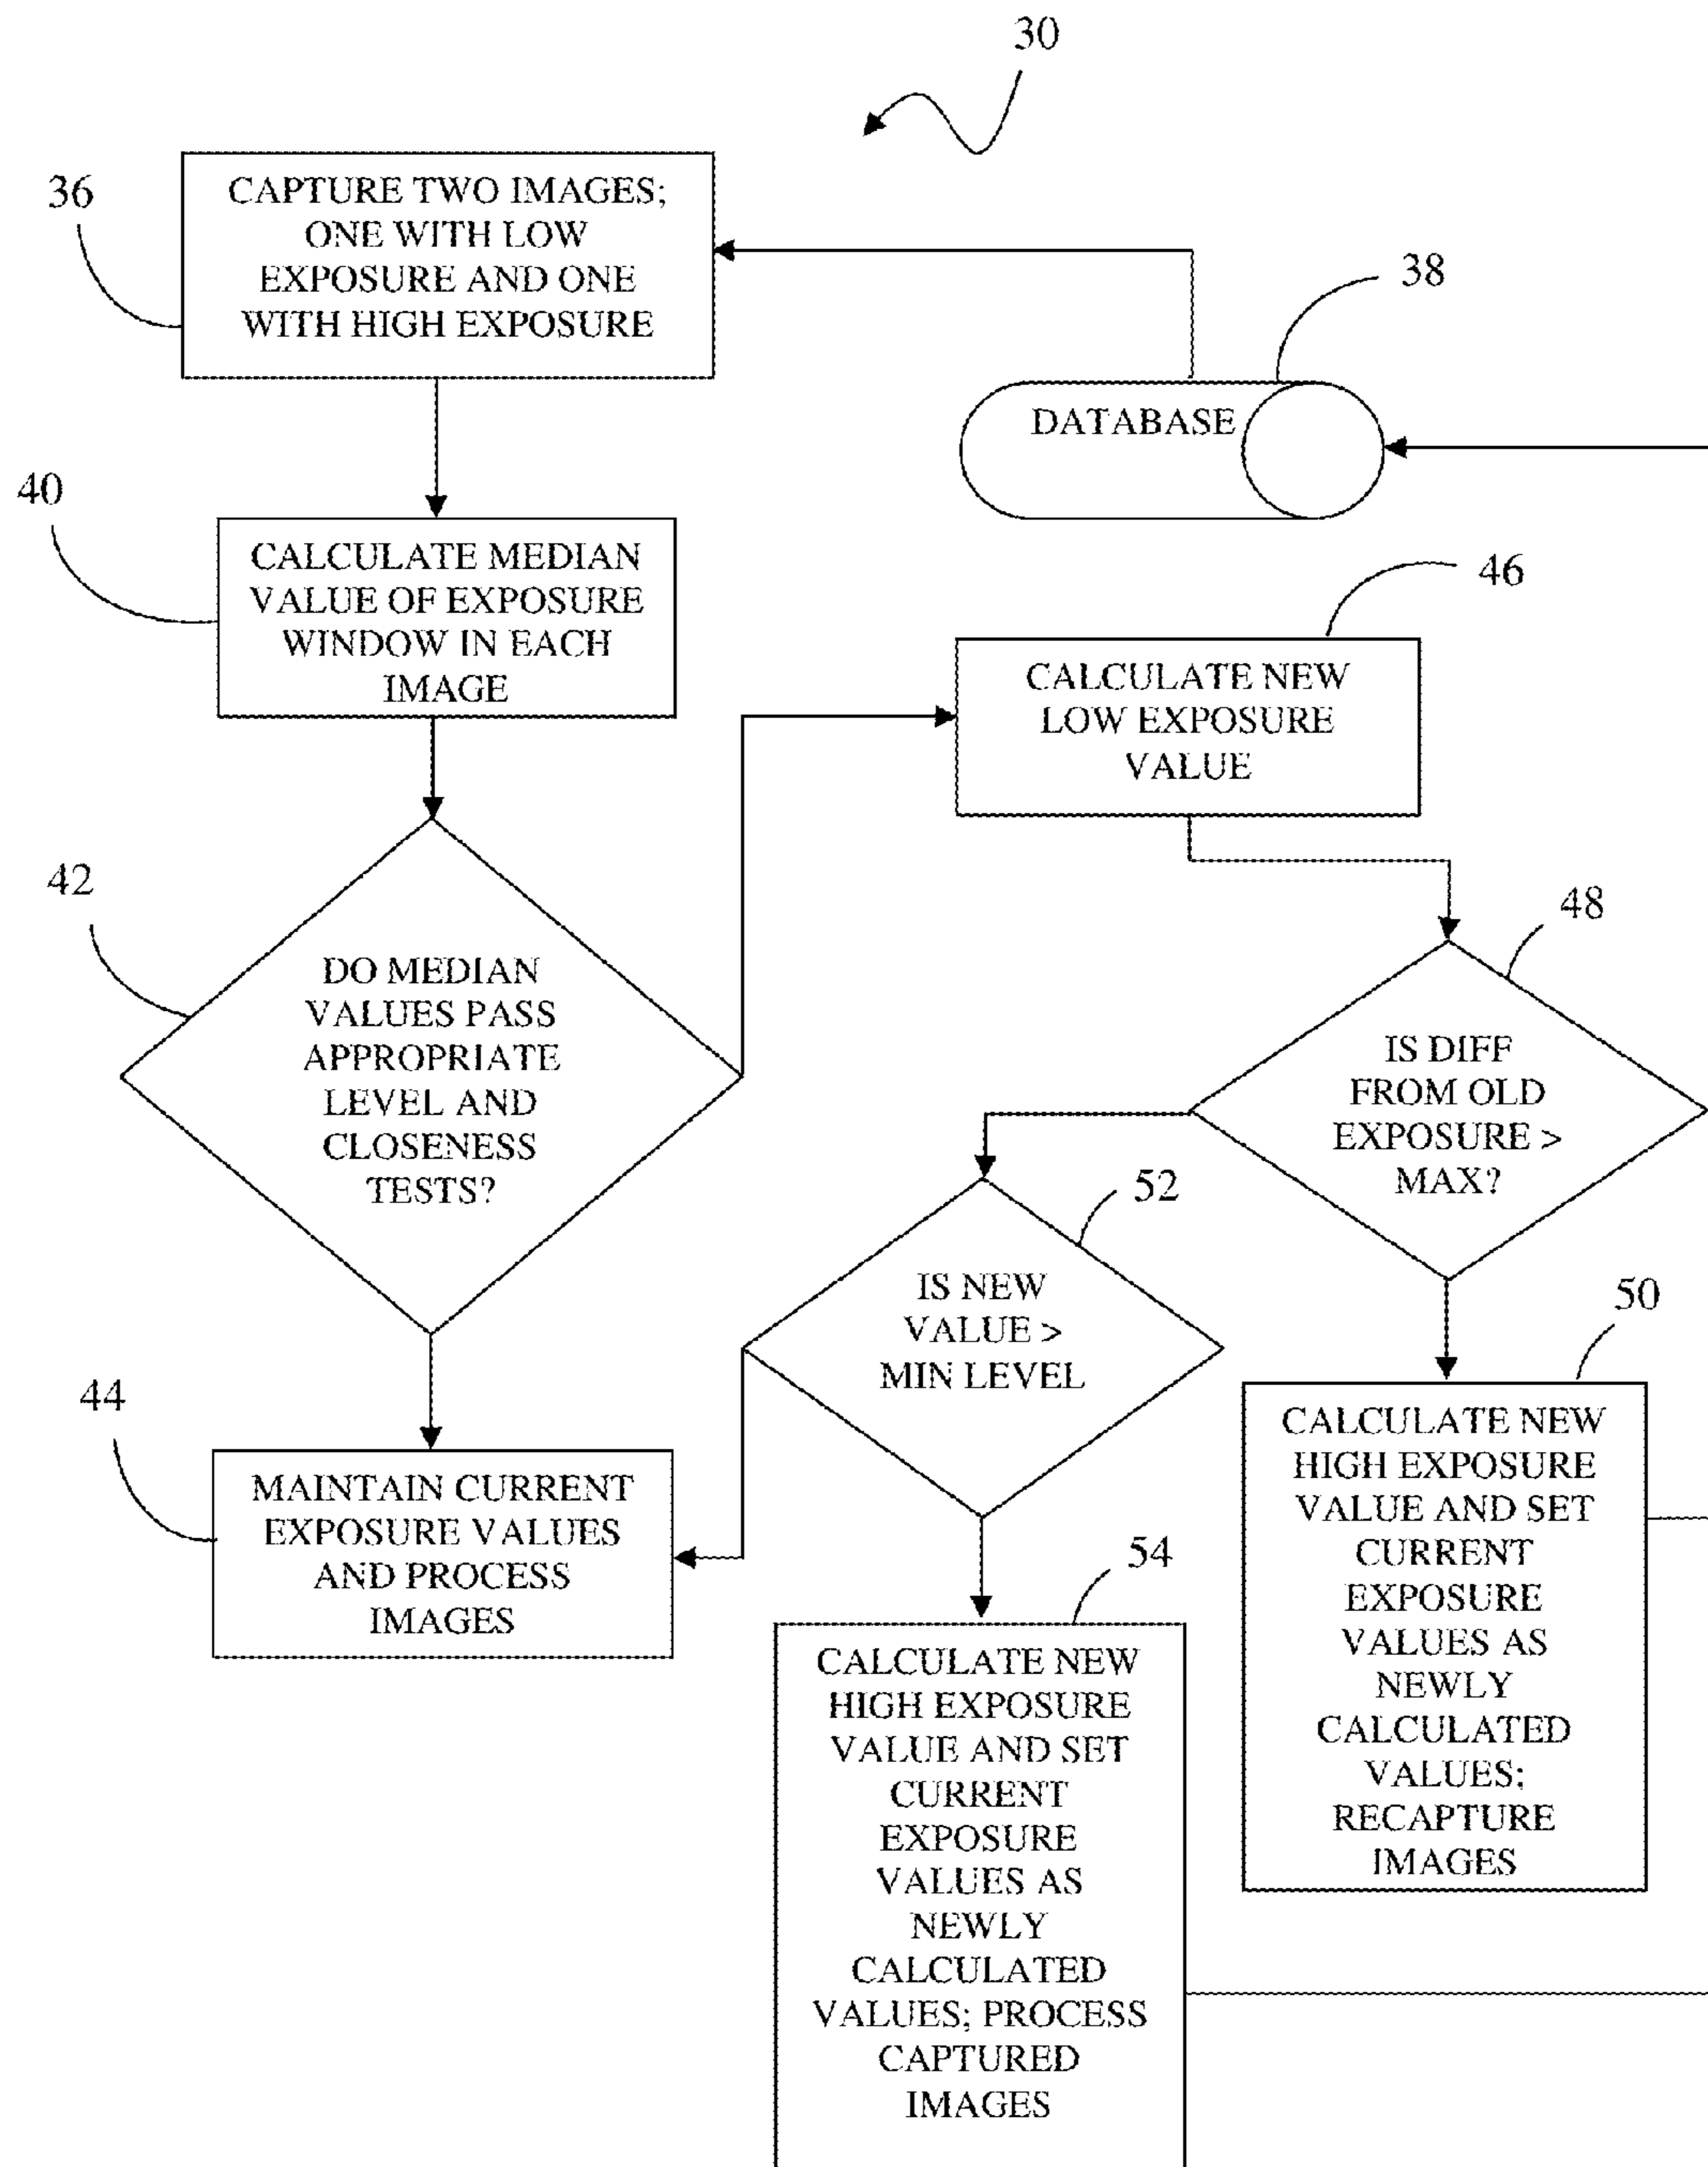 30
36
CAPTURE TWO IMAGES;
ONE WITH LOW
EXPOSURE AND ONE
WITH HIGH EXPOSURE
38
DATABASE
40
CALCULATE MEDIAN
VALUE OF EXPOSURE
WINDOW IN EACH
IMAGE
46
CALCULATE NEW
LOW EXPOSURE
VALUE
42
DO MEDIAN
VALUES PASS
APPROPRIATE
LEVEL AND
CLOSENESS
TESTS?
48
IS DIFF
FROM OLD
EXPOSURE >
MAX?
52
IS NEW
VALUE >
MIN LEVEL
44
MAINTAIN CURRENT
EXPOSURE VALUES
AND PROCESS
IMAGES
50
CALCULATE NEW
HIGH EXPOSURE
VALUE AND SET
CURRENT
EXPOSURE
VALUES AS
NEWLY
CALCULATED
VALUES;
RECAPTURE
IMAGES
54
CALCULATE NEW
HIGH EXPOSURE
VALUE AND SET
CURRENT
EXPOSURE
VALUES AS
NEWLY
CALCULATED
VALUES; PROCESS
CAPTURED
IMAGES